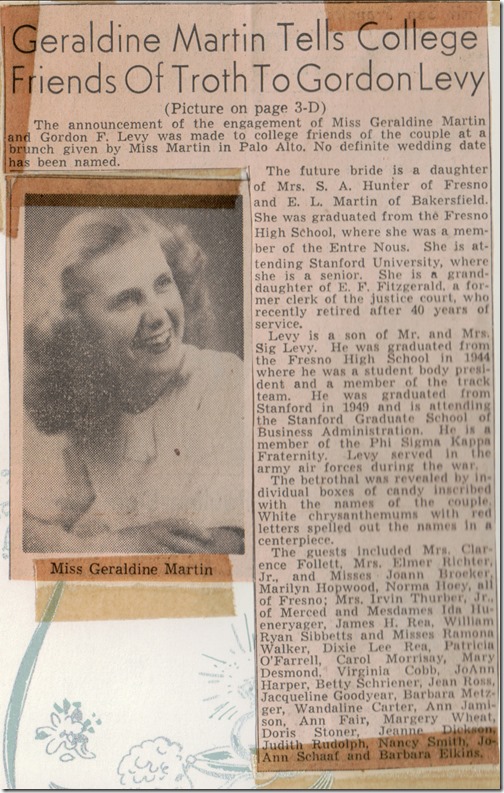 Geraldine Martin Tells College
Friends Of Troth To Gordon Levy
(Picture on page 3-D)
The announcement of the engagement of Miss Geraldine Martin
and Gordon F. Levy was made to college friends of the couple at a
brunch given by Miss Martin in Palo Alto. No definite wedding date
has been named.
The future bride is a daughter
of Mrs. S. A. Hunter of Fresno
and E. L. Martin of Bakersfield.
She was graduated from the Fresno
High School, where she was a mem-
ber of the Entre Nous. She is at-
tending Stanford University, where
she is a senior. She is a grand-
daughter of E. F. Fitzgerald, a for-
mer clerk of the justice court, who
recently retired after 40 years of
service.
Levy is a son of Mr. and Mrs.
Sig Levy. He was graduated from
the Fresno High School in 1944
where he was a student body presi-
dent and a member of the track
team. He was graduated from
Stanford in 1949 and is attending
the Stanford Graduate School of
Business Administration. He is a
member of the Phi Sigma Kappa
Fraternity. Levy served in the
army air forces during the war.
The betrothal was revealed by in-
dividual boxes of candy inscribed
with the names of the couple.
White chrysanthemums with red
letters spelled out the names in a
centerpiece.
The guests included Mrs. Clar-
ence Follett, Mrs. Elmer Richter,
Jr., and Misses Joann Broeker,
Marilyn Hopwood, Norma Hoey, all
of Fresno; Mrs. Irvin Thurber, Jr.,
of Merced and Mesdames Ida Hu-
eneryager, James H. Rea, William
Ryan Sibbetts and Misses Ramona
Walker, Dixie Lee Rea, Patricia
O'Farrell, Carol Morrisay, Mary
Desmond, Virginia Cobb, JoAnn
Harper, Betty Schriener, Jean Ross,
Jacqueline Goodyear, Barbara Metz-
ger, Wandaline Carter, Ann Jami-
son, Ann Fair, Margery Wheat,
Doris Stoner, Jeanne Dickson,
Judith Rudolph, Nancy Smith, Jo-
Ann Schaaf and Barbara Elkins.
Miss Geraldine Martin